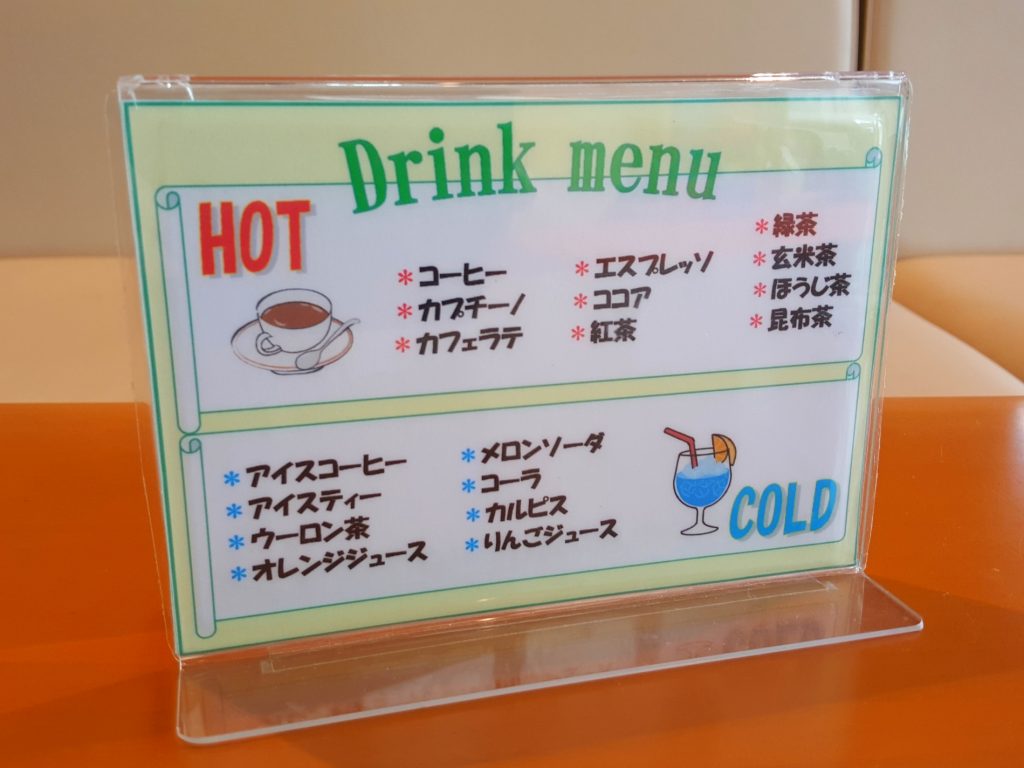 Drink menu
HOT
*コーヒー
*カプチーノ
*カフェラテ
*エスプレッソ
*ココア
*紅茶
*緑茶
*玄米茶
*ほうじ茶
*昆布茶
*アイスコーヒー
*アイスティー
*ウーロン茶
*オレンジジュース
*メロンソーダ
*コーラ
*カルピス
*りんごジュース
COLD